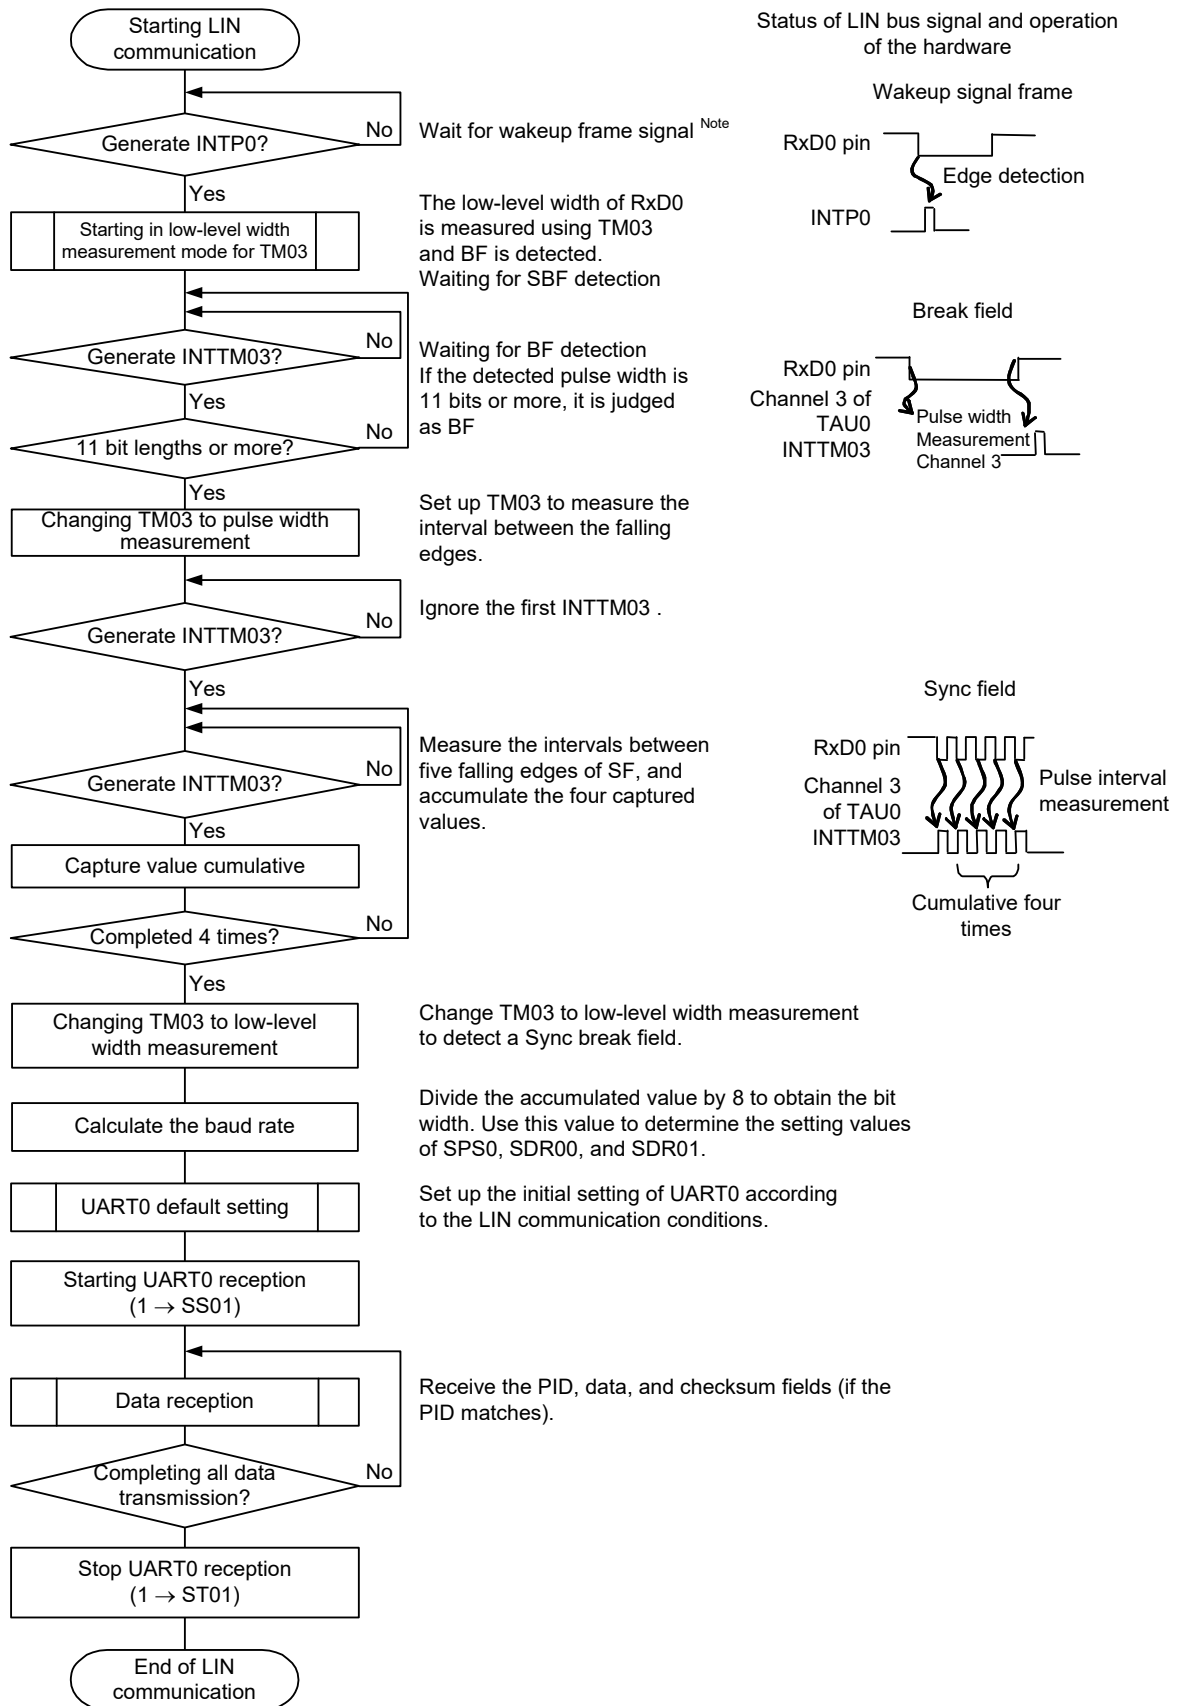 Starting LIN
communication
Status of LIN bus signal and operation
of the hardware
Wakeup signal frame
Generate INTP0?
No
Wait for wakeup frame signal Note
RxD0 pin
Edge detection
INTP0
Yes
Starting in low-level width
measurement mode for TM03
The low-level width of RxD0
is measured using TM03
and BF is detected.
Waiting for SBF detection
Break field
Generate INTTM03?
No
Waiting for BF detection
If the detected pulse width is
11 bits or more, it is judged
as BF
RxD0 pin
Channel 3 of
TAU0
INTTM03
Pulse width
Measurement
Channel 3
Yes
11 bit lengths or more?
No
Yes
Changing TM03 to pulse width
measurement
Set up TM03 to measure the
interval between the falling
edges.
Generate INTTM03?
No
Ignore the first INTTM03 .
Yes
Sync field
Generate INTTM03?
No
Measure the intervals between
five falling edges of SF, and
accumulate the four captured
values.
RxD0 pin
Channel 3
of TAU0
INTTM03
Pulse interval
measurement
Cumulative four
times
Yes
Capture value cumulative
Completed 4 times?
No
Yes
Changing TM03 to low-level
width measurement
Change TM03 to low-level width measurement
to detect a Sync break field.
Calculate the baud rate
Divide the accumulated value by 8 to obtain the bit
width. Use this value to determine the setting values
of SPS0, SDR00, and SDR01.
UART0 default setting
Set up the initial setting of UART0 according
to the LIN communication conditions.
Starting UART0 reception
(1 → SS01)
Data reception
Receive the PID, data, and checksum fields (if the
PID matches).
Completing all data
transmission?
No
Stop UART0 reception
(1 → ST01)
End of LIN
communication